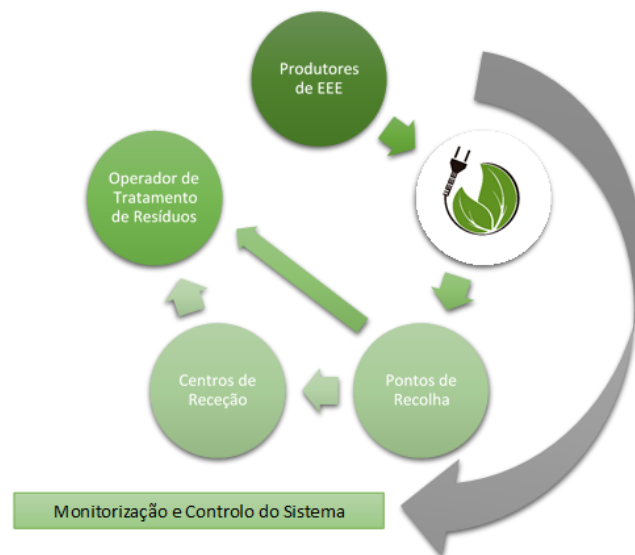 Produtores
de EEE
Operador de
Tratamento
de Resíduos
Centros de
Receção
Pontos de
Recolha
Monitorização e Controlo do Sistema